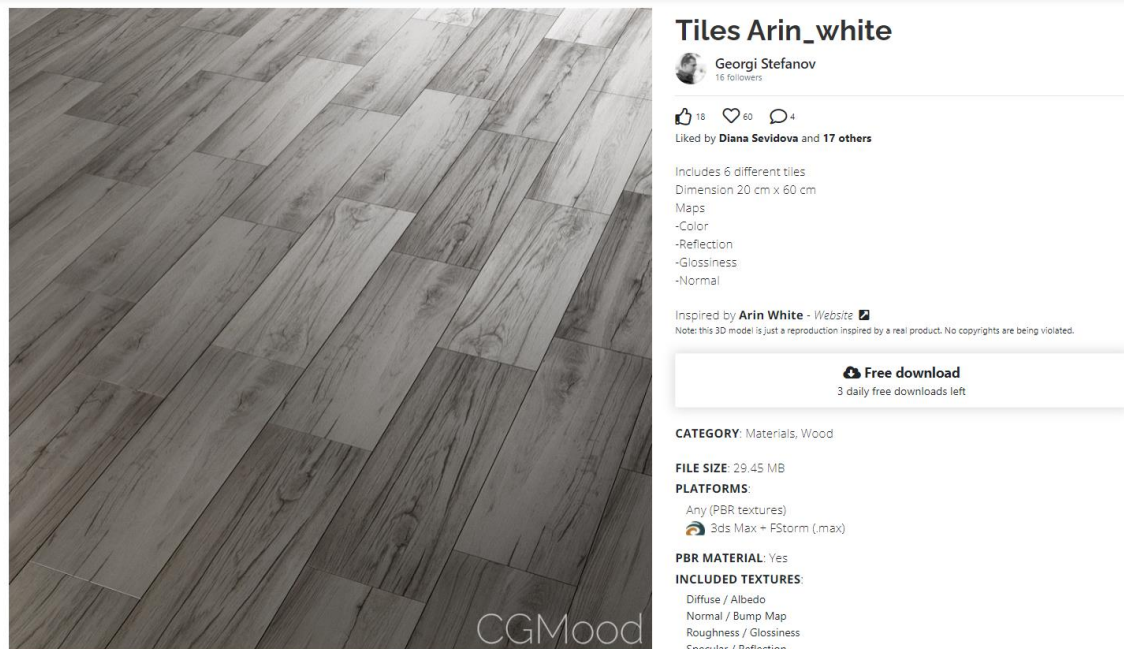 Tiles Arin_white
Georgi Stefanov
16 followers
18 60 4
Liked by Diana Sevidova and 17 others
Includes 6 different tiles
Dimension 20 cm x 60 cm
Maps
-Color
-Reflection
-Glossiness
-Normal
Inspired by Arin White - Website
Note: this 3D model is just a reproduction inspired by a real product. No copyrights are being violated.
Free download
3 daily free downloads left
CATEGORY: Materials, Wood
FILE SIZE: 29.45 MB
PLATFORMS:
Any (PBR textures)
3ds Max + FStorm (.max)
PBR MATERIAL: Yes
INCLUDED TEXTURES:
Diffuse / Albedo
Normal / Bump Map
Roughness / Glossiness
Specular / Reflection
CGMood